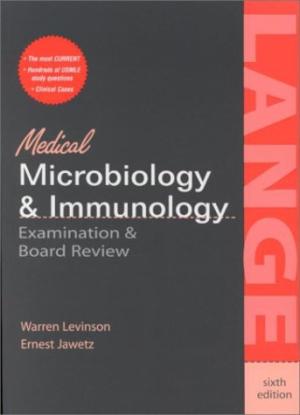 • The most CURRENT
• Hundreds of USMLE
study questions
• Clinical Cases
LANGE
Medical
Microbiology
& Immunology
Examination &
Board Review
Warren Levinson
Ernest Jawetz
sixth
edition